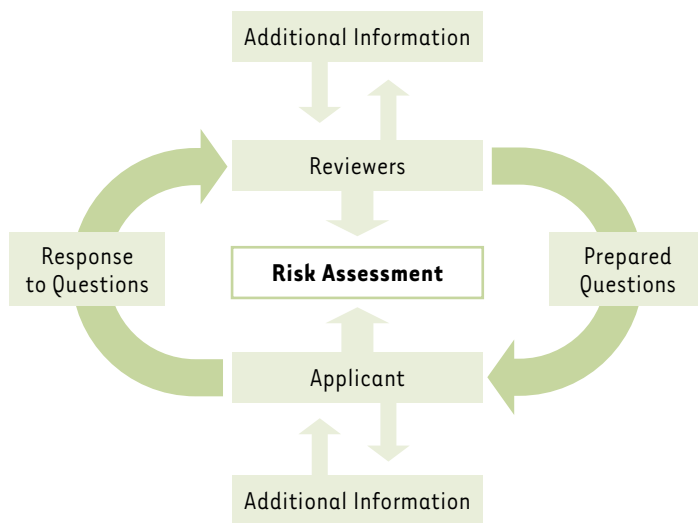 Additional Information
Reviewers
Response
to Questions
Risk Assessment
Prepared
Questions
Applicant
Additional Information